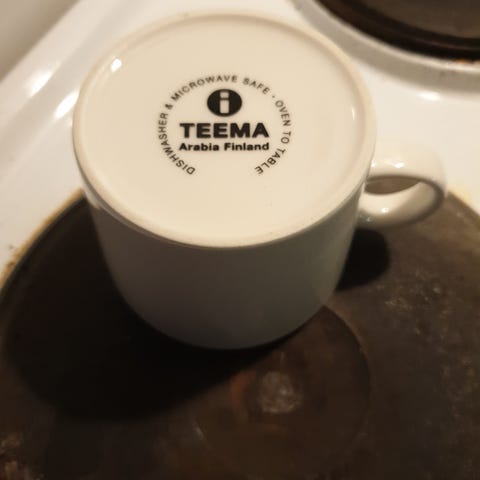 DISHWASHER & MICROWAVE SAFE · OVEN TO TABLE
i
TEEMA
Arabia Finland